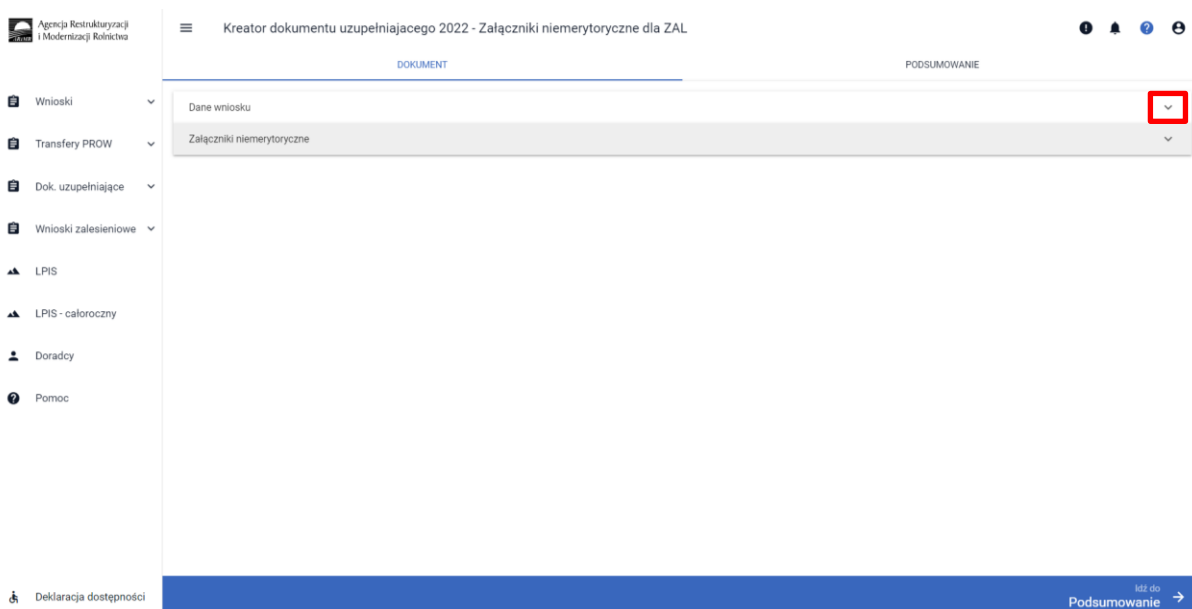 Agencja Restrukturyzacji
i Modernizacji Rolnictwa
Kreator dokumentu uzupełniajacego 2022 - Załączniki niemerytoryczne dla ZAL
DOKUMENT
PODSUMOWANIE
Wnioski
Transfery PROW
Dok. uzupełniające
Wnioski zalesieniowe
LPIS
LPIS - całoroczny
Doradcy
Pomoc
Deklaracja dostępności
Dane wniosku
Załączniki niemerytoryczne
Idź do
Podsumowanie